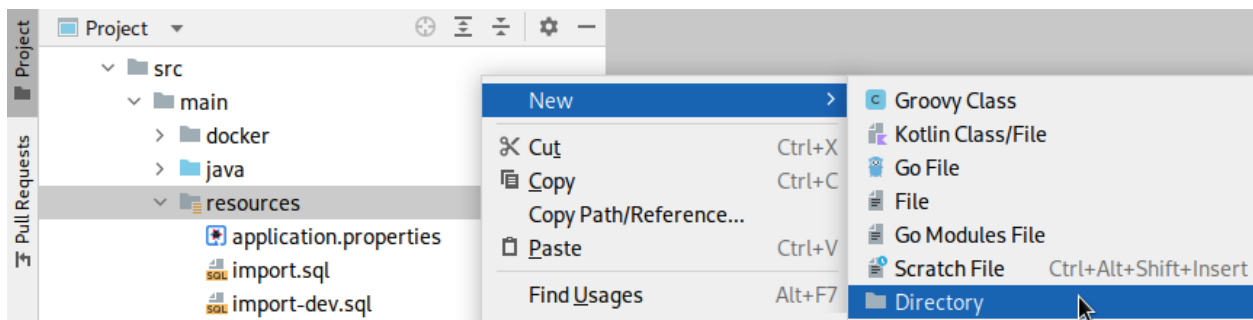 Project
Pull Requests
Project
src
main
docker
java
resources
application.properties
import.sql
import-dev.sql
New
Cut Ctrl+X
Copy Ctrl+C
Copy Path/Reference...
Paste Ctrl+V
Find Usages Alt+F7
Groovy Class
Kotlin Class/File
Go File
File
Go Modules File
Scratch File Ctrl+Alt+Shift+Insert
Directory